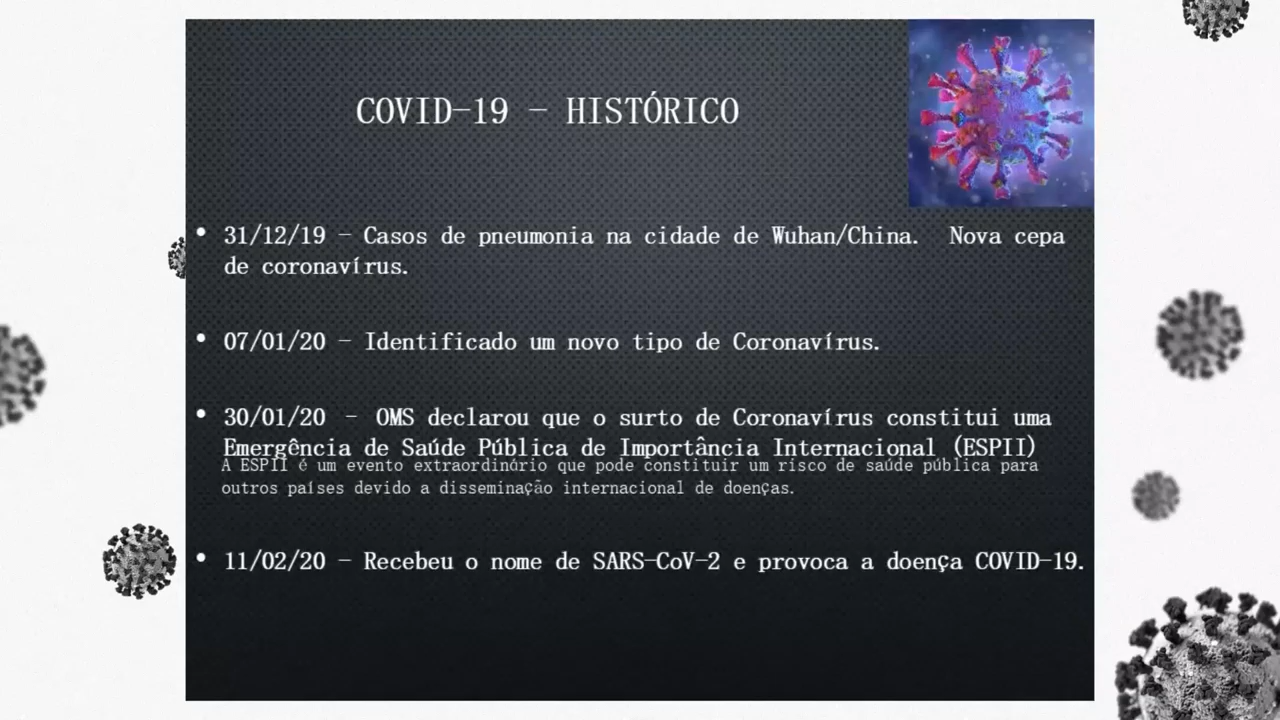 COVID-19 - HISTÓRICO
• 31/12/19 - Casos de pneumonia na cidade de Wuhan/China. Nova cepa
de coronavírus.
• 07/01/20 - Identificado um novo tipo de Coronavírus.
• 30/01/20 - OMS declarou que o surto de Coronavírus constitui uma
Emergência de Saúde Pública de Importância Internacional (ESPII)
A ESPII é um evento extraordinário que pode constituir um risco de saúde pública para
outros países devido a disseminação internacional de doenças.
• 11/02/20 - Recebeu o nome de SARS-CoV-2 e provoca a doença COVID-19.